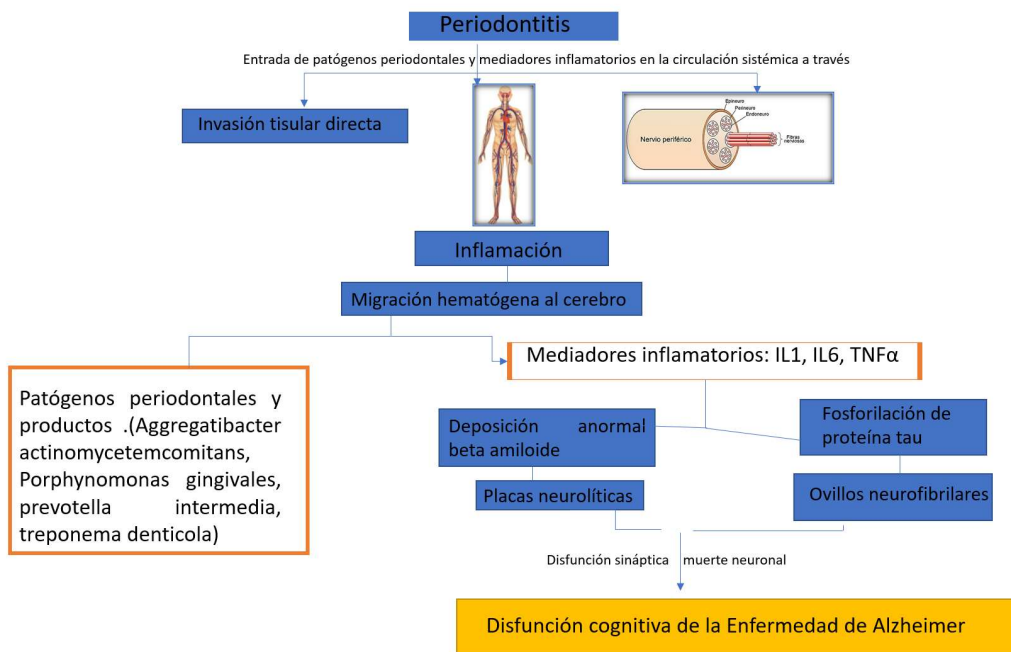 Periodontitis
Entrada de patógenos periodontales y mediadores inflamatorios en la circulación sistémica a través
Invasión tisular directa
Epineuro
Perineuro
Endoneuro
Nervio periférico
Fibras
nerviosas
Inflamación
Migración hematógena al cerebro
Mediadores inflamatorios: IL1, IL6, TNFα
Patógenos periodontales y
productos .(Aggregatibacter
actinomycetemcomitans,
Porphynomonas gingivales,
prevotella intermedia,
treponema denticola)
Deposición anormal
beta amiloide
Fosforilación de
proteína tau
Placas neurolíticas
Ovillos neurofibrilares
Disfunción sináptica muerte neuronal
Disfunción cognitiva de la Enfermedad de Alzheimer